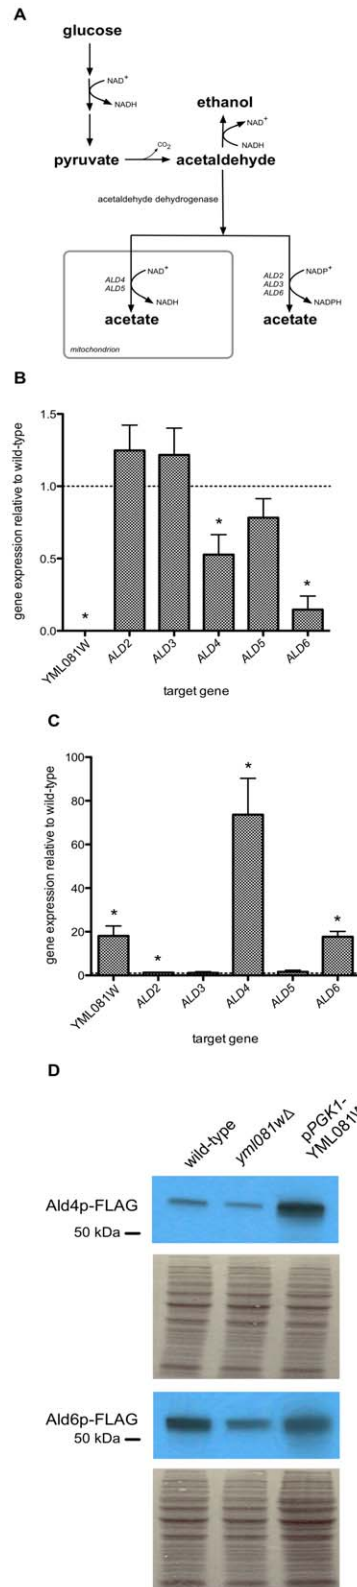 A
glucose
NAD+
NADH
ethanol
NAD+
NADH
CO2
pyruvate
acetaldehyde
acetaldehyde dehydrogenase
ALD4
ALD5
NAD+
NADH
acetate
mitochondrion
ALD2
ALD3
ALD6
NADP+
NADPH
acetate
B
gene expression relative to wild-type
1.5
1.0
0.5
0.0
*
*
*
YML081W
ALD2
ALD3
ALD4
ALD5
ALD6
target gene
C
gene expression relative to wild-type
100
80
60
40
20
0
*
*
*
*
YML081W
ALD2
ALD3
ALD4
ALD5
ALD6
target gene
D
wild-type
yml081wΔ
pPGK1-
YML081W
Ald4p-FLAG
50 kDa
Ald6p-FLAG
50 kDa